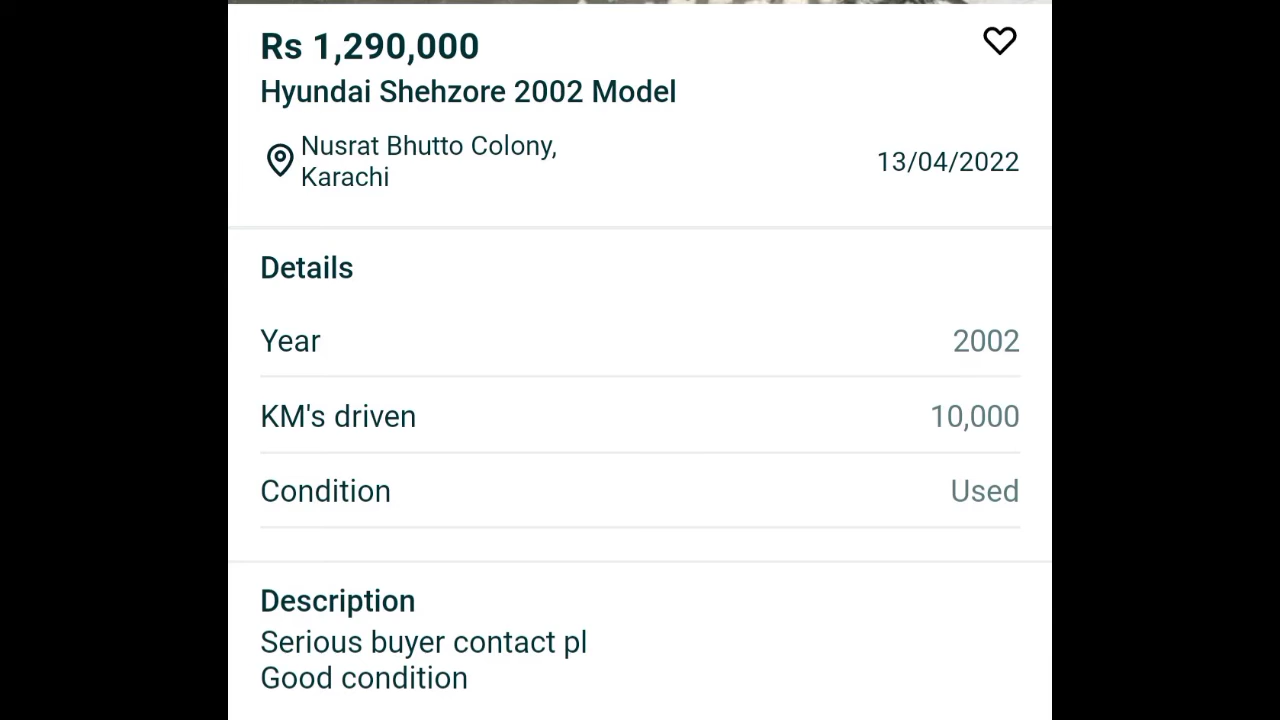 Rs 1,290,000
Hyundai Shehzore 2002 Model
Nusrat Bhutto Colony,
Karachi
13/04/2022
Details
Year 2002
KM's driven 10,000
Condition Used
Description
Serious buyer contact pl
Good condition